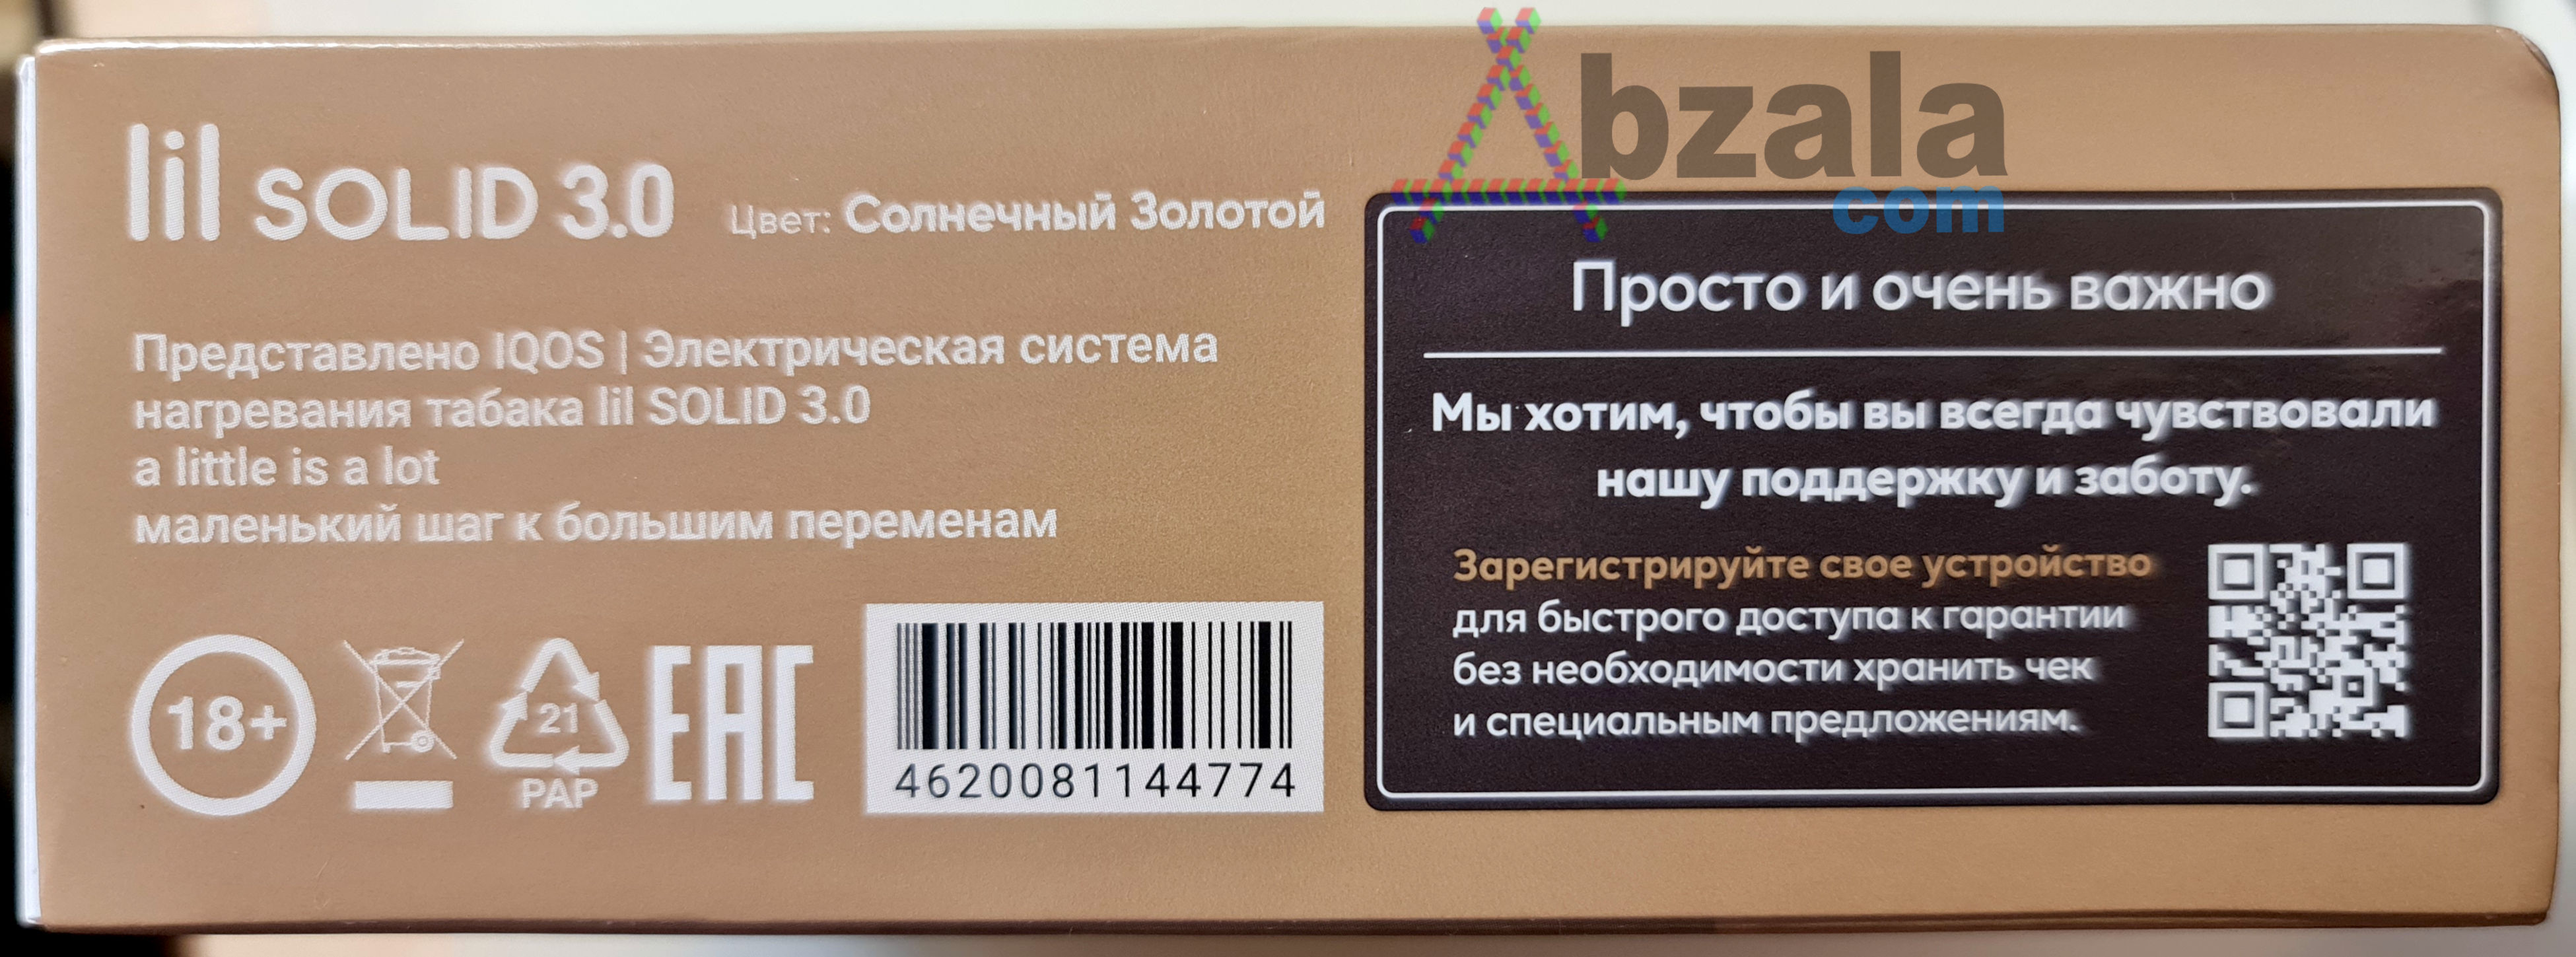 Abzala
com
lil SOLID 3.0 Цвет: Солнечный Золотой
Представлено IQOS | Электрическая система
нагревания табака lil SOLID 3.0
a little is a lot
маленький шаг к большим переменам
18+
21
PAP
EAC
4620081144774
Просто и очень важно
Мы хотим, чтобы вы всегда чувствовали
нашу поддержку и заботу.
Зарегистрируйте свое устройство
для быстрого доступа к гарантии
без необходимости хранить чек
и специальным предложениям.